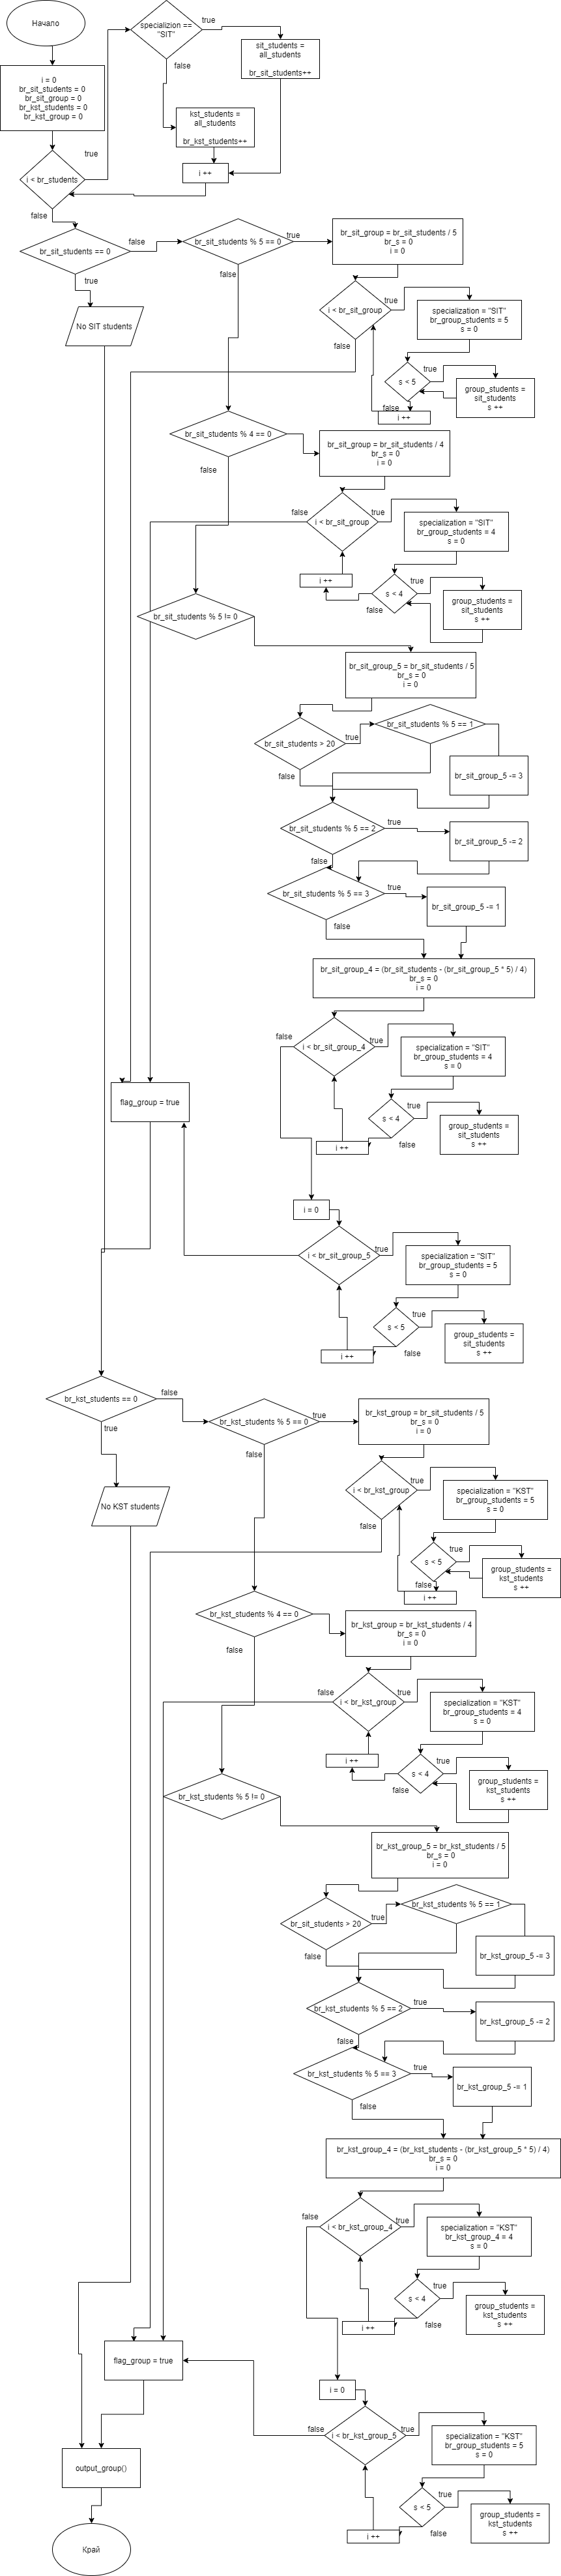 Начало
i = 0
br_sit_students = 0
br_sit_group = 0
br_kst_students = 0
br_kst_group = 0
i < br_students
true
false
specializion ==
"SIT"
true
false
sit_students =
all_students
br_sit_students++
kst_students =
all_students
br_kst_students++
i ++
br_sit_students == 0
false
true
No SIT students
br_sit_students % 5 == 0
true
false
br_sit_group = br_sit_students / 5
br_s = 0
i = 0
i < br_sit_group
true
false
specialization = "SIT"
br_group_students = 5
s = 0
s < 5
true
false
group_students =
sit_students
s ++
i ++
br_sit_students % 4 == 0
false
br_sit_group = br_sit_students / 4
br_s = 0
i = 0
false
i < br_sit_group
true
specialization = "SIT"
br_group_students = 4
s = 0
i ++
s < 4
true
false
group_students =
sit_students
s ++
br_sit_students % 5 != 0
br_sit_group_5 = br_sit_students / 5
br_s = 0
i = 0
br_sit_students > 20
true
false
br_sit_students % 5 == 1
br_sit_group_5 -= 3
br_sit_students % 5 == 2
true
false
br_sit_group_5 -= 2
br_sit_students % 5 == 3
true
false
br_sit_group_5 -= 1
br_sit_group_4 = (br_sit_students - (br_sit_group_5 * 5) / 4)
br_s = 0
i = 0
false
i < br_sit_group_4
true
specialization = "SIT"
br_group_students = 4
s = 0
flag_group = true
s < 4
true
false
group_students =
sit_students
s ++
i ++
i = 0
i < br_sit_group_5
true
specialization = "SIT"
br_group_students = 5
s = 0
s < 5
true
false
group_students =
sit_students
s ++
i ++
br_kst_students == 0
false
true
No KST students
br_kst_students % 5 == 0
true
false
br_kst_group = br_sit_students / 5
br_s = 0
i = 0
i < br_kst_group
true
false
specialization = "KST"
br_group_students = 5
s = 0
s < 5
true
false
group_students =
kst_students
s ++
i ++
br_kst_students % 4 == 0
false
br_kst_group = br_kst_students / 4
br_s = 0
i = 0
false
i < br_kst_group
true
specialization = "KST"
br_group_students = 4
s = 0
i ++
s < 4
true
false
group_students =
kst_students
s ++
br_kst_students % 5 != 0
br_kst_group_5 = br_kst_students / 5
br_s = 0
i = 0
br_sit_students > 20
true
false
br_kst_students % 5 == 1
br_kst_group_5 -= 3
br_kst_students % 5 == 2
true
false
br_kst_group_5 -= 2
br_kst_students % 5 == 3
true
false
br_kst_group_5 -= 1
br_kst_group_4 = (br_kst_students - (br_kst_group_5 * 5) / 4)
br_s = 0
i = 0
false
i < br_kst_group_4
true
specialization = "KST"
br_kst_group_4 = 4
s = 0
s < 4
true
false
group_students =
kst_students
s ++
i ++
flag_group = true
i = 0
false
i < br_kst_group_5
true
specialization = "KST"
br_group_students = 5
s = 0
output_group()
s < 5
true
false
group_students =
kst_students
s ++
i ++
Край